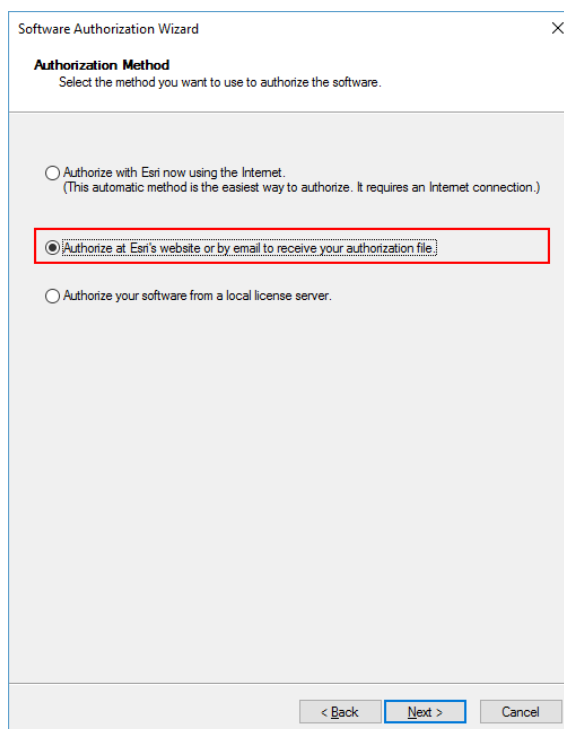 Software Authorization Wizard
Authorization Method
Select the method you want to use to authorize the software.
Authorize with Esri now using the Internet.
(This automatic method is the easiest way to authorize. It requires an Internet connection.)
Authorize at Esri's website or by email to receive your authorization file.
Authorize your software from a local license server.
< Back Next > Cancel